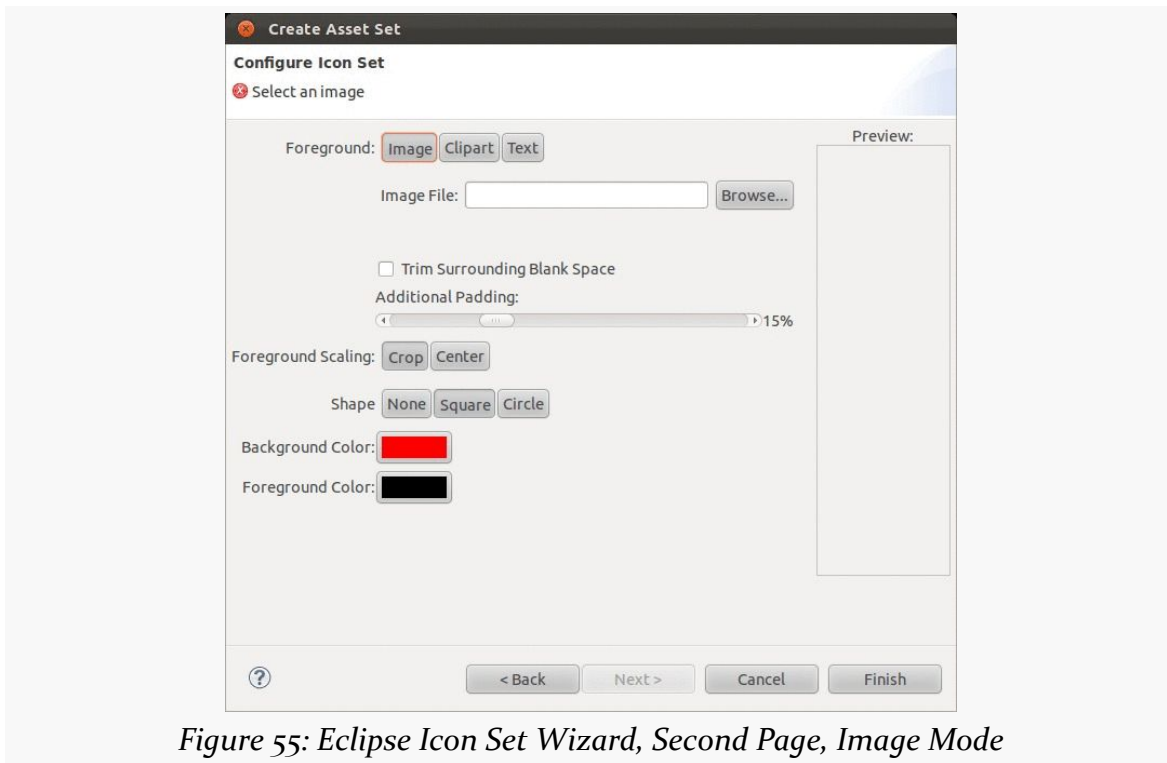 Create Asset Set
Configure Icon Set
Select an image
Foreground: Image Clipart Text
Preview:
Image File: Browse...
Trim Surrounding Blank Space
Additional Padding:
15%
Foreground Scaling: Crop Center
Shape None Square Circle
Background Color:
Foreground Color:
? < Back Next > Cancel Finish
Figure 55: Eclipse Icon Set Wizard, Second Page, Image Mode